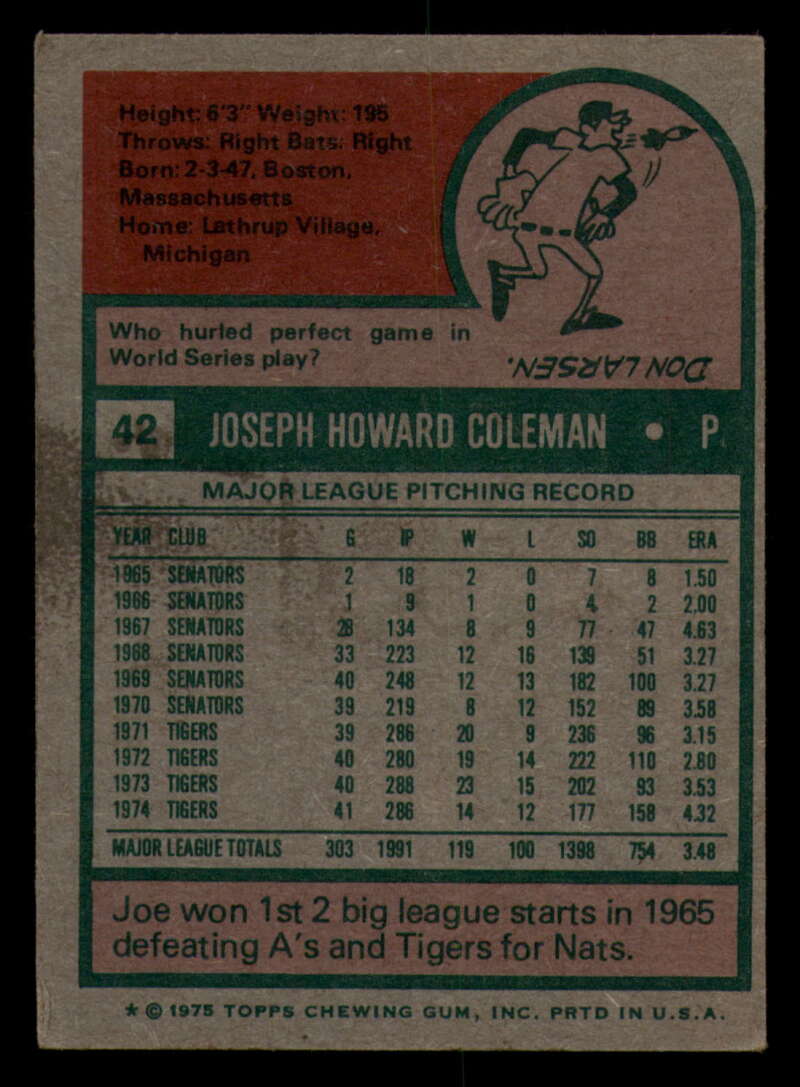 Height: 6'3" Weight: 195
Throws: Right Bats: Right
Born: 2-3-47, Boston,
Massachusetts
Home: Lathrup Village,
Michigan
Who hurled perfect game in
World Series play?
DON LARSEN.
42 JOSEPH HOWARD COLEMAN • P.
MAJOR LEAGUE PITCHING RECORD
YEAR CLUB G IP W L SO BB ERA
1965 SENATORS 2 18 2 0 7 8 1.50
1966 SENATORS 1 9 1 0 4 2 2.00
1967 SENATORS 28 134 8 9 77 47 4.63
1968 SENATORS 33 223 12 16 139 51 3.27
1969 SENATORS 40 248 12 13 182 100 3.27
1970 SENATORS 39 219 8 12 152 89 3.58
1971 TIGERS 39 286 20 9 236 96 3.15
1972 TIGERS 40 280 19 14 222 110 2.80
1973 TIGERS 40 288 23 15 202 93 3.53
1974 TIGERS 41 286 14 12 177 158 4.32
MAJOR LEAGUE TOTALS 303 1991 119 100 1398 754 3.48
Joe won 1st 2 big league starts in 1965
defeating A's and Tigers for Nats.
* © 1975 TOPPS CHEWING GUM, INC. PRTD IN U.S.A.